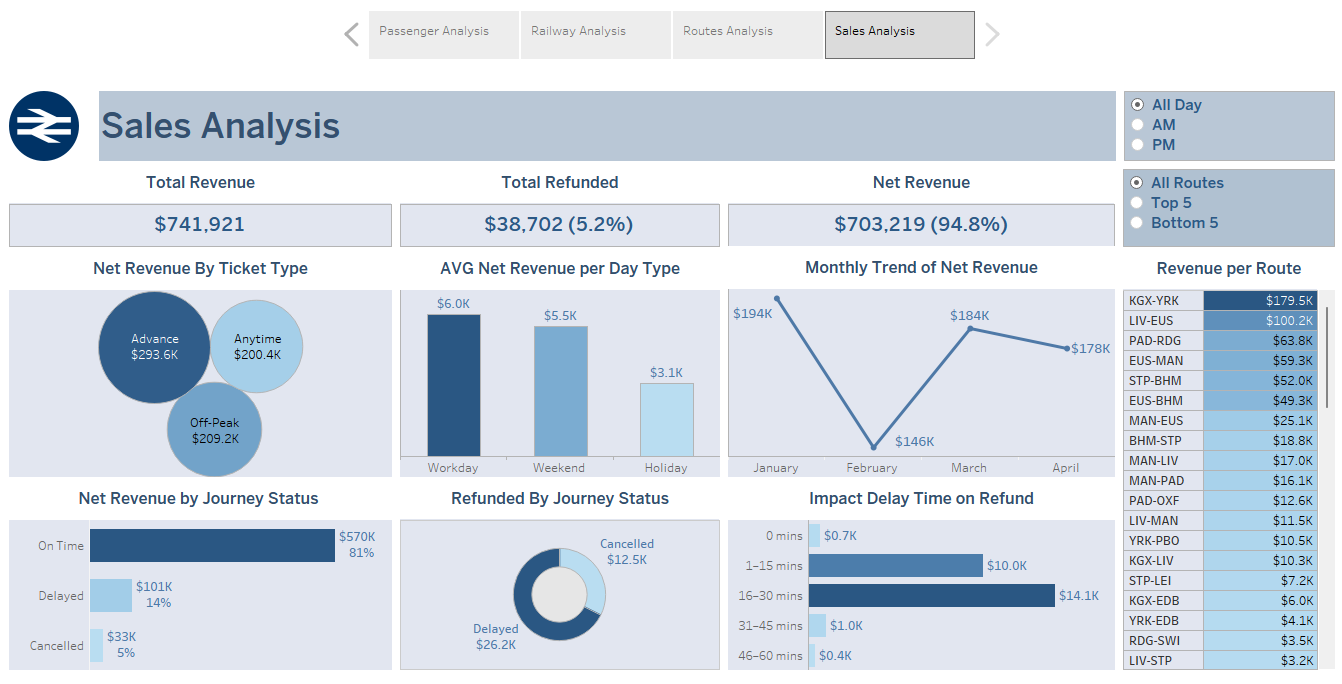 Passenger Analysis
Railway Analysis
Routes Analysis
Sales Analysis
Sales Analysis
All Day
AM
PM
Total Revenue
$741,921
Total Refunded
$38,702 (5.2%)
Net Revenue
$703,219 (94.8%)
All Routes
Top 5
Bottom 5
Net Revenue By Ticket Type
Advance
$293.6K
Anytime
$200.4K
Off-Peak
$209.2K
AVG Net Revenue per Day Type
$6.0K
$5.5K
$3.1K
Workday
Weekend
Holiday
Monthly Trend of Net Revenue
$194K
$146K
$184K
$178K
January
February
March
April
Revenue per Route
KGX-YRK $179.5K
LIV-EUS $100.2K
PAD-RDG $63.8K
EUS-MAN $59.3K
STP-BHM $52.0K
EUS-BHM $49.3K
MAN-EUS $25.1K
BHM-STP $18.8K
MAN-LIV $17.0K
MAN-PAD $16.1K
PAD-OXF $12.6K
LIV-MAN $11.5K
YRK-PBO $10.5K
KGX-LIV $10.3K
STP-LEI $7.2K
KGX-EDB $6.0K
YRK-EDB $4.1K
RDG-SWI $3.5K
LIV-STP $3.2K
Net Revenue by Journey Status
On Time
$570K
81%
Delayed
$101K
14%
Cancelled
$33K
5%
Refunded By Journey Status
Cancelled
$12.5K
Delayed
$26.2K
Impact Delay Time on Refund
0 mins $0.7K
1–15 mins $10.0K
16–30 mins $14.1K
31–45 mins $1.0K
46–60 mins $0.4K